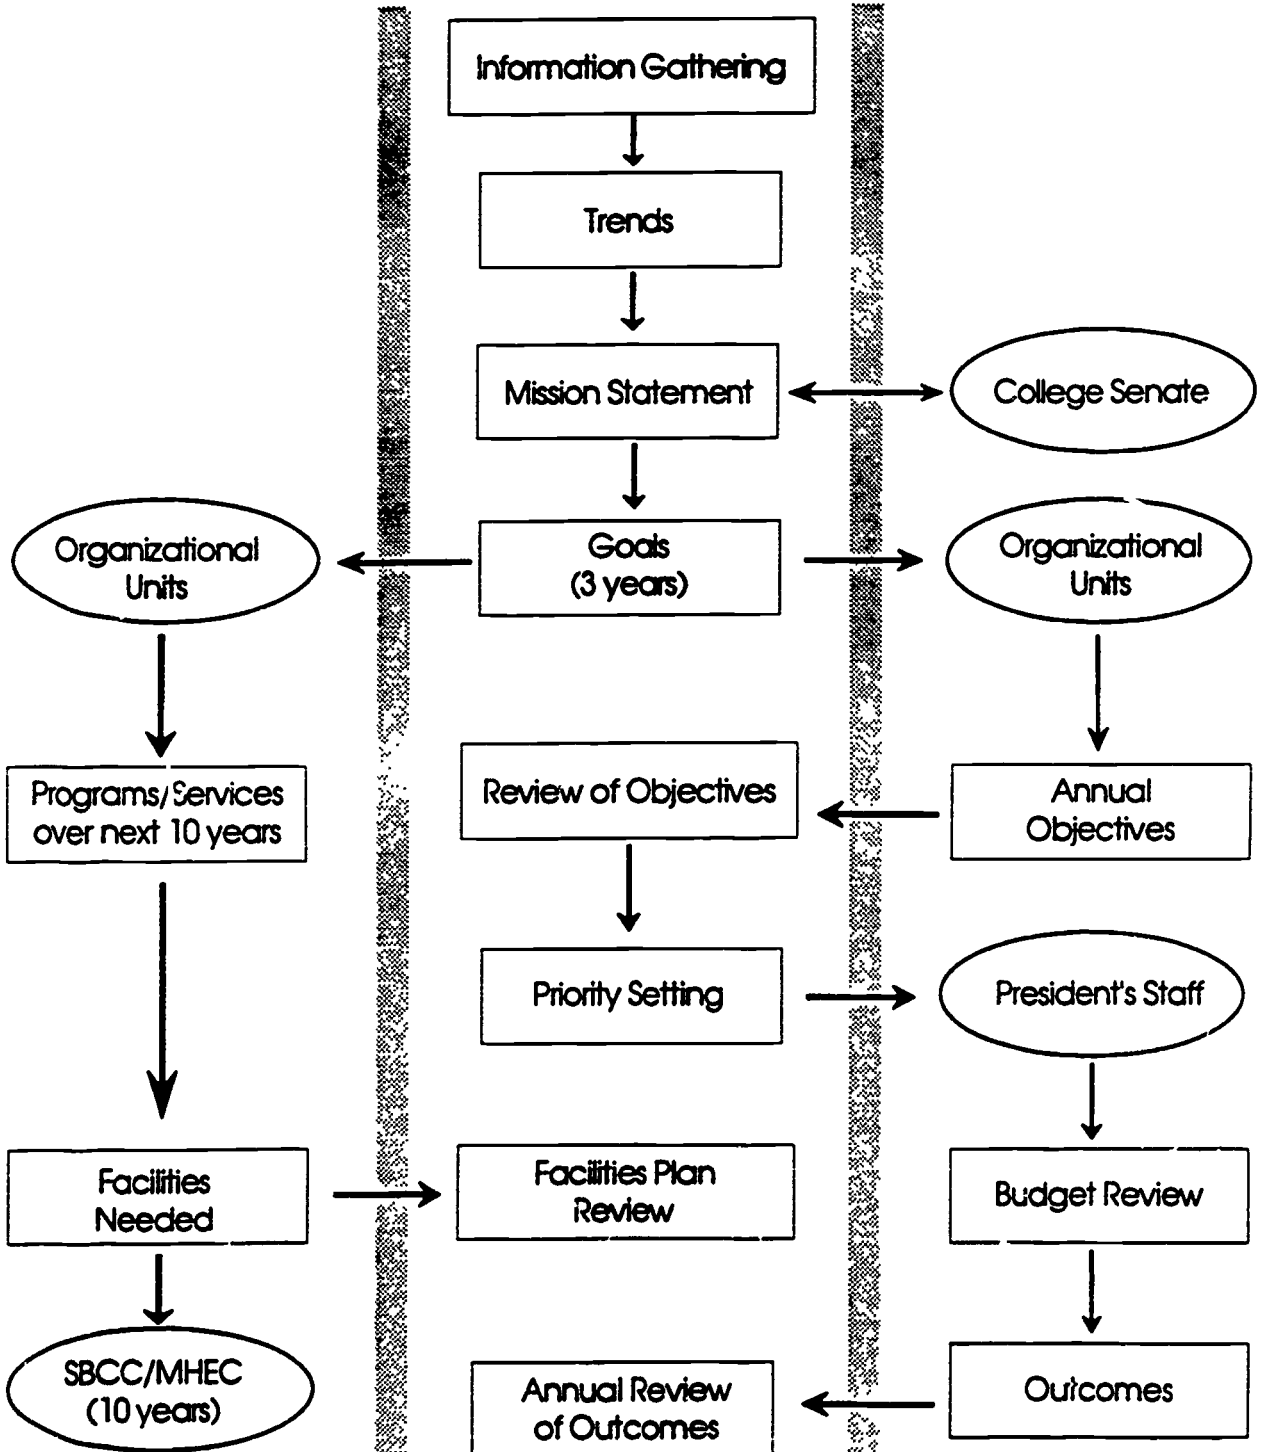 Information Gathering
Trends
Mission Statement
College Senate
Organizational
Units
Goals
(3 years)
Organizational
Units
Programs/Services
over next 10 years
Review of Objectives
Annual
Objectives
Priority Setting
President's Staff
Facilities
Needed
Facilities Plan
Review
Budget Review
SBCC/MHEC
(10 years)
Annual Review
of Outcomes
Outcomes